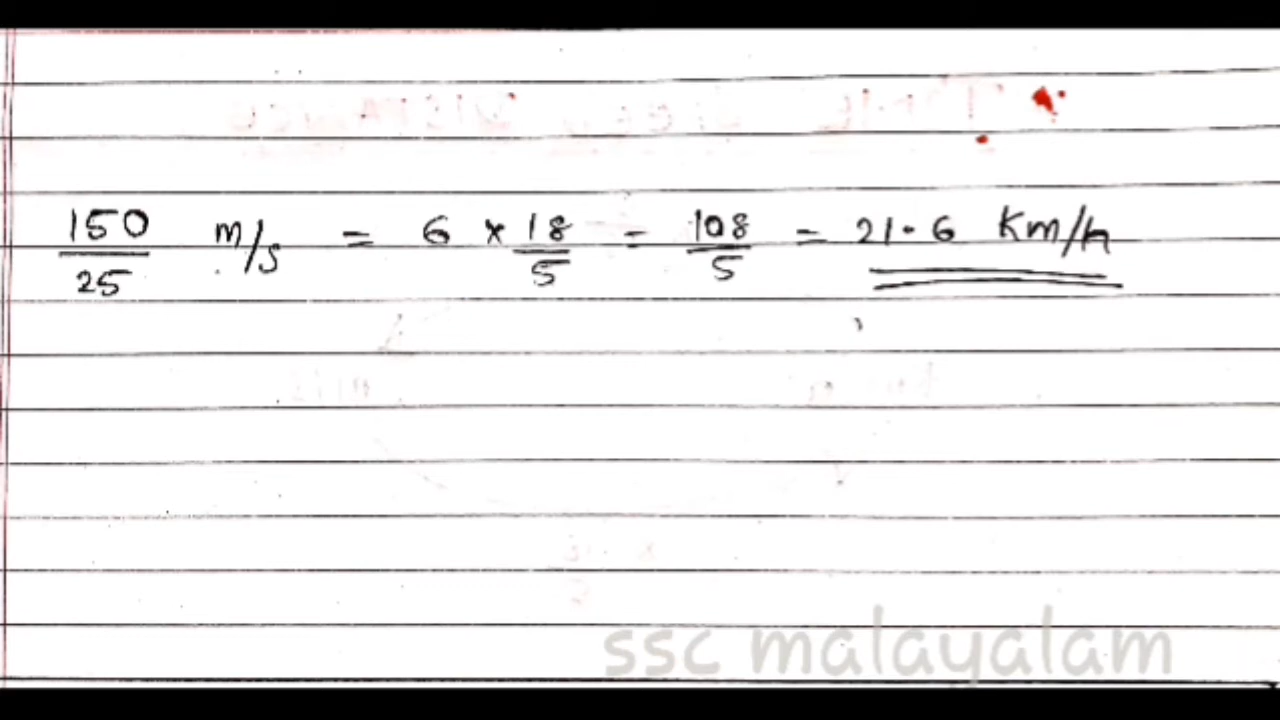 150/25 m/s = 6 × 18/5 = 108/5 = 21.6 Km/h
ssc malayalam